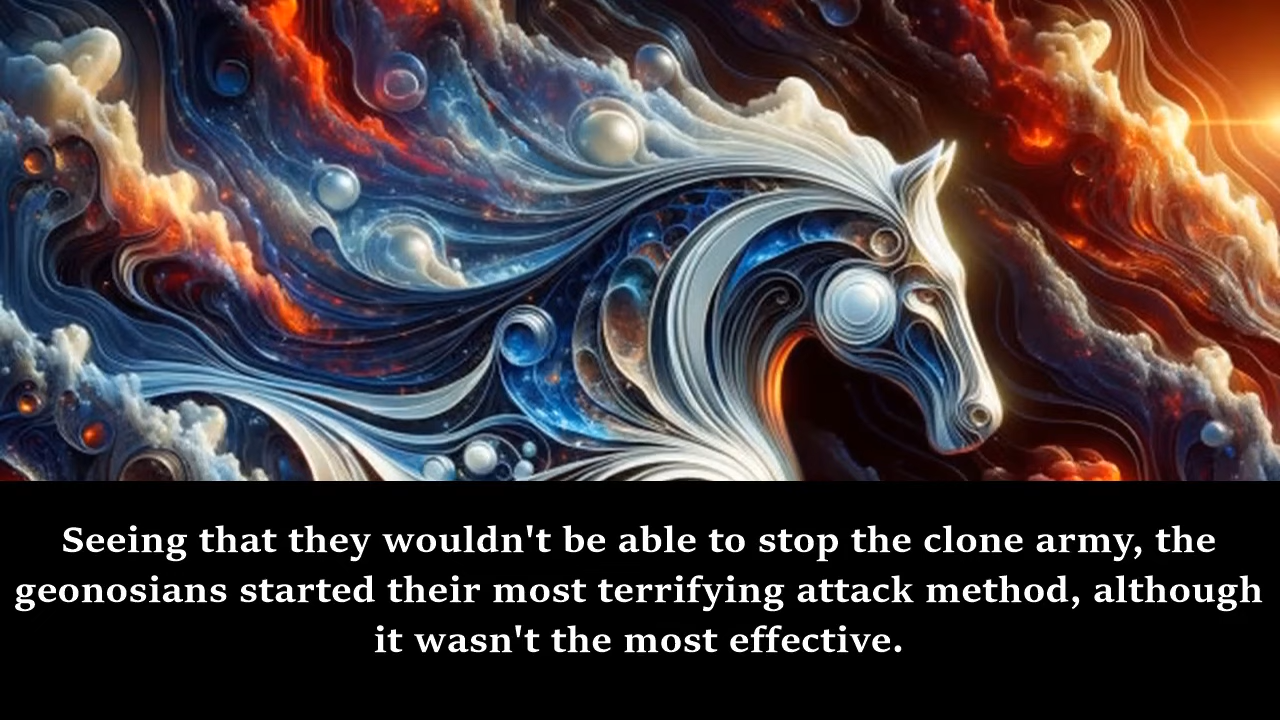 Seeing that they wouldn't be able to stop the clone army, the
geonosians started their most terrifying attack method, although
it wasn't the most effective.